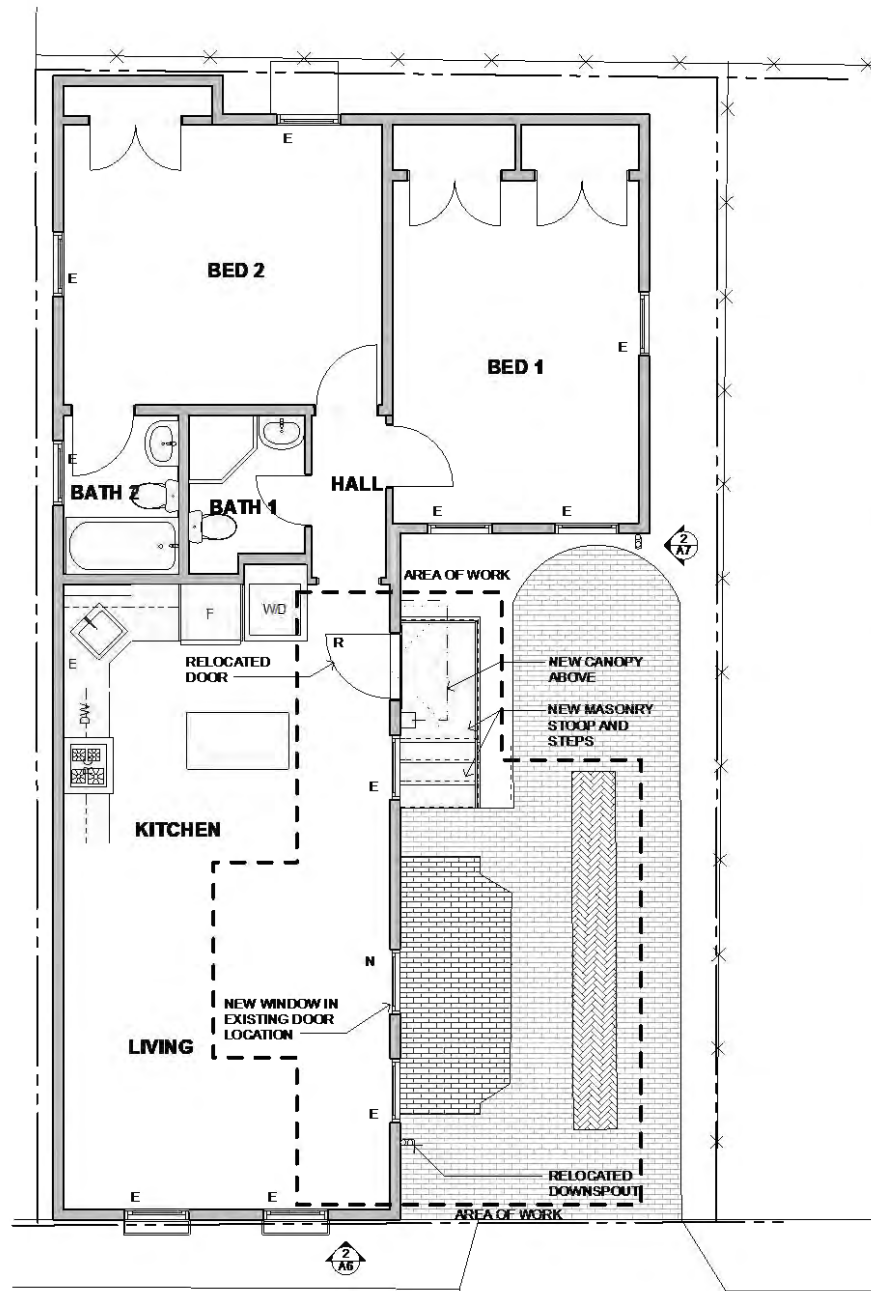 E
BED 2
E
BED 1
E
E
BATH 2
BATH 1
HALL
E
E
2
A7
AREA OF WORK
F
W/D
R
RELOCATED
DOOR
NEW CANOPY
ABOVE
E
DW
NEW MASONRY
STOOP AND
STEPS
E
KITCHEN
N
NEW WINDOW IN
EXISTING DOOR
LOCATION
LIVING
E
RELOCATED
DOWNSPOUT
E
E
AREA OF WORK
2
A6